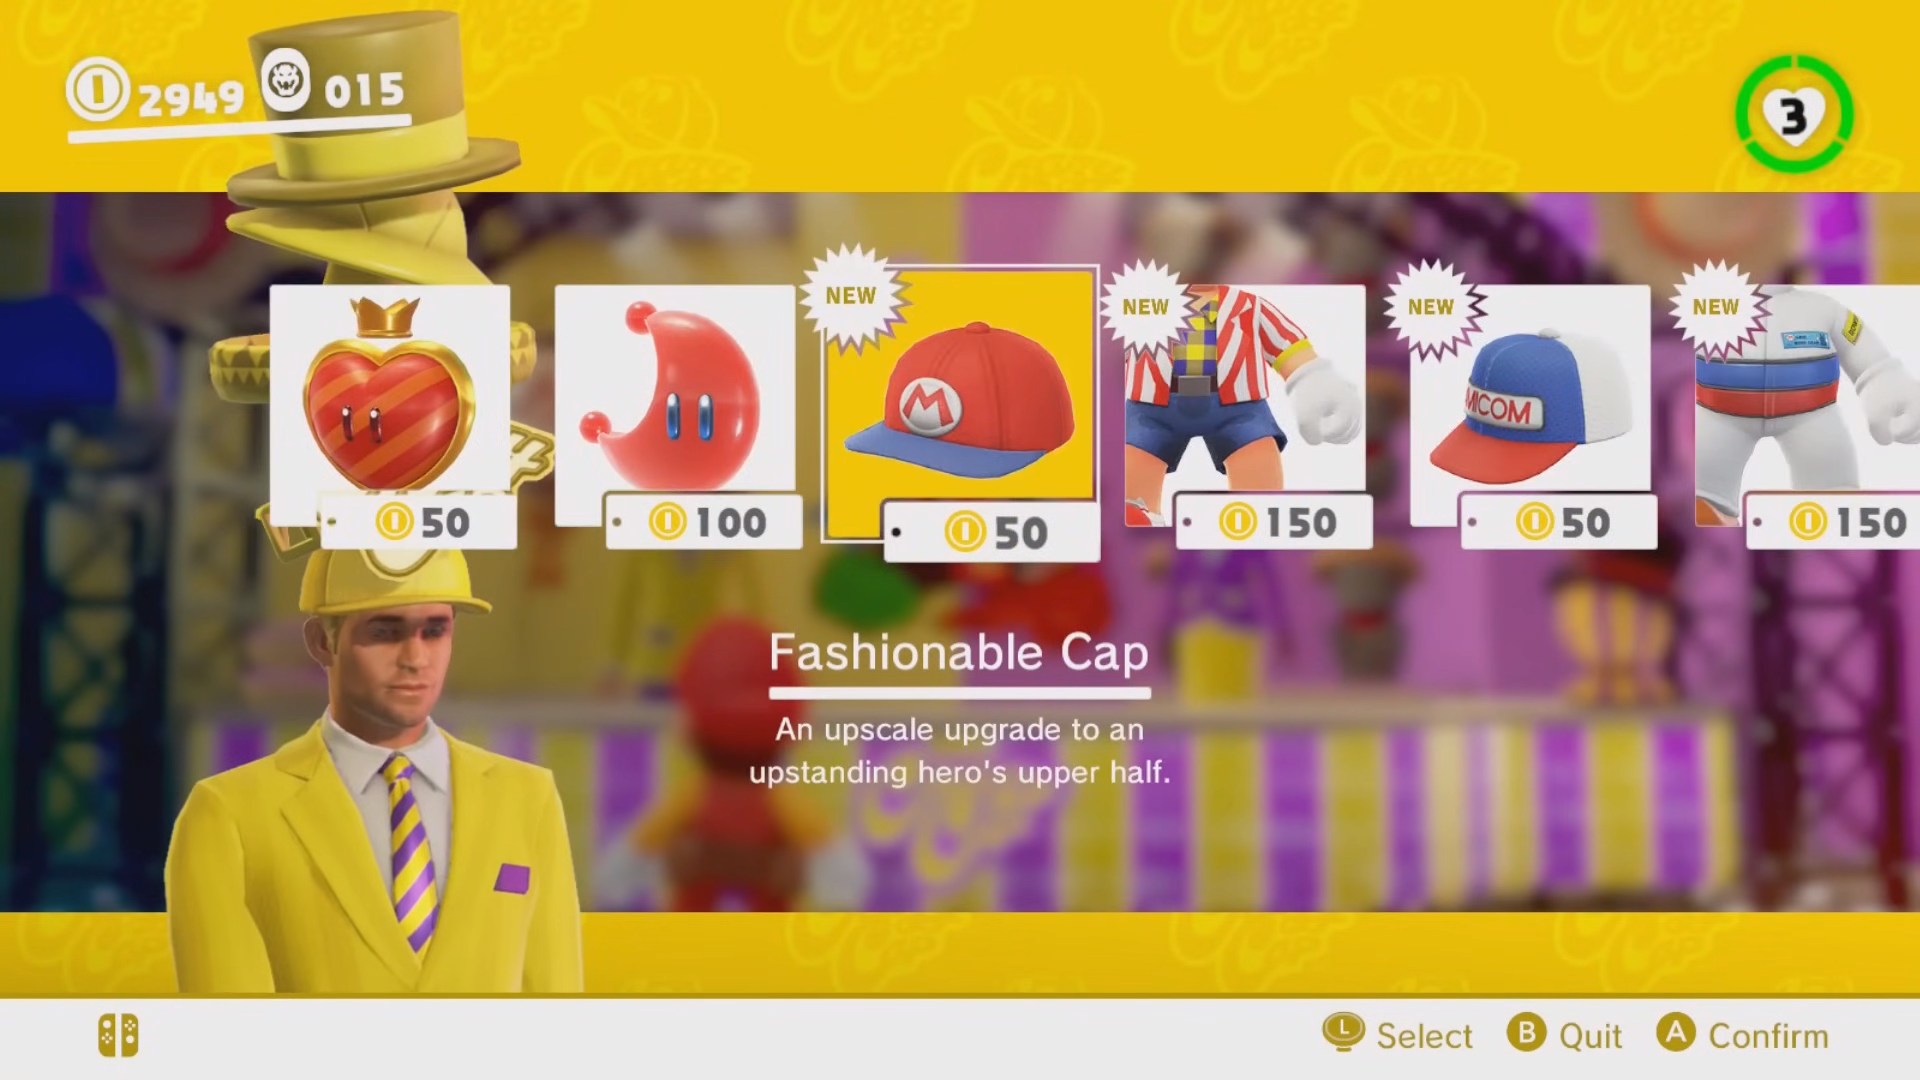 2949 015
3
NEW NEW NEW NEW
M MICOM
50 100 50 150 50 150
Fashionable Cap
An upscale upgrade to an
upstanding hero's upper half.
L Select B Quit A Confirm